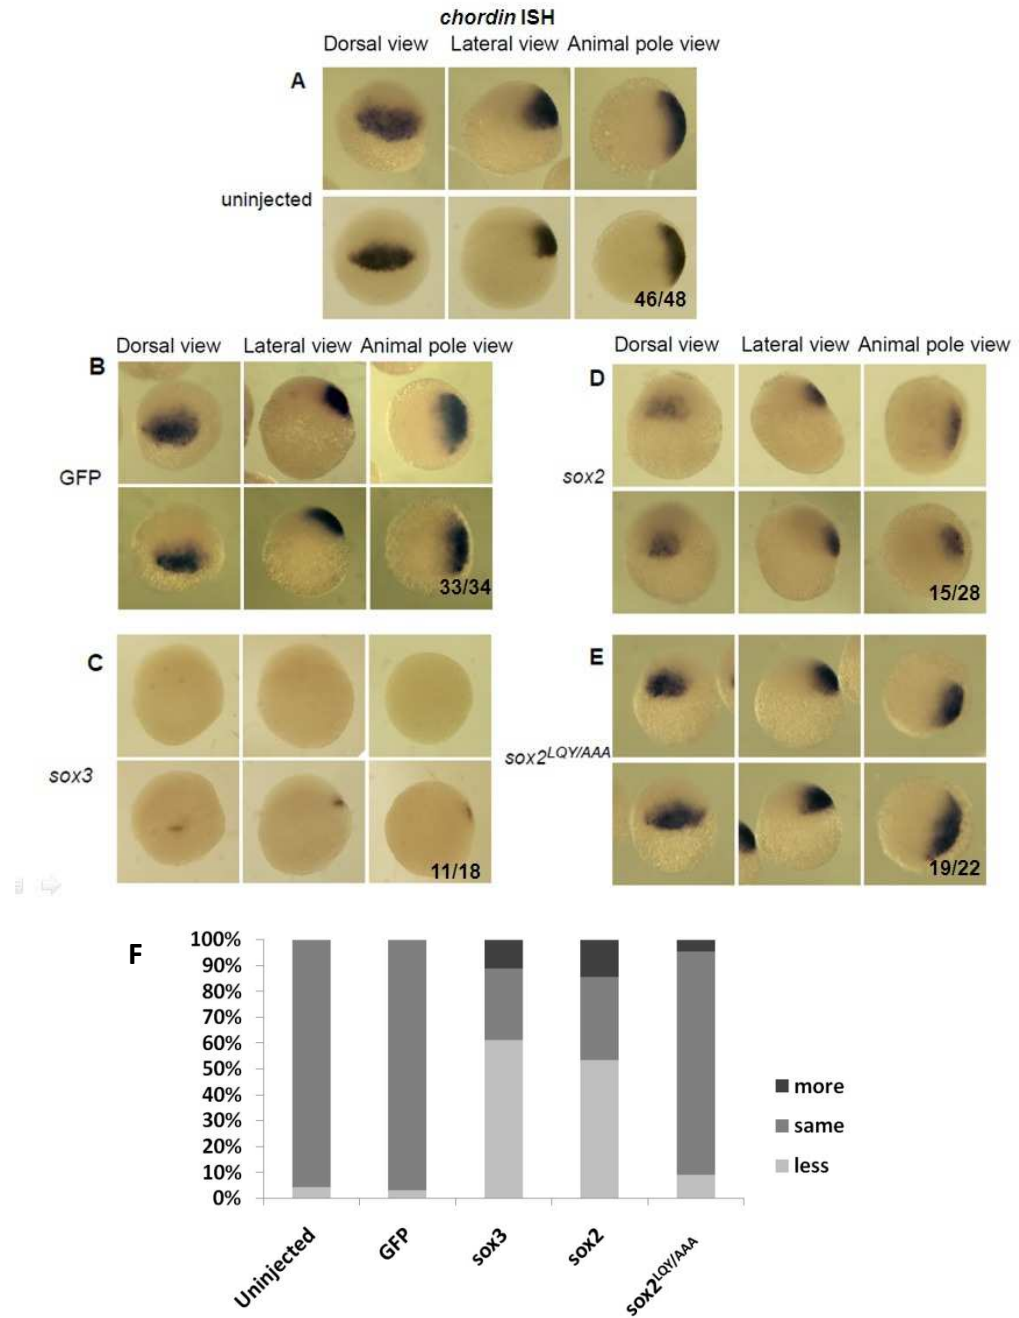 chordin ISH
Dorsal view Lateral view Animal pole view
A
uninjected
46/48
Dorsal view Lateral view Animal pole view
B
GFP
33/34
Dorsal view Lateral view Animal pole view
D
sox2
15/28
C
sox3
11/18
E
sox2LQY/AAA
19/22
F
100%
90%
80%
70%
60%
50%
40%
30%
20%
10%
0%
more
same
less
Uninjected
GFP
sox3
sox2
sox2LQY/AAA